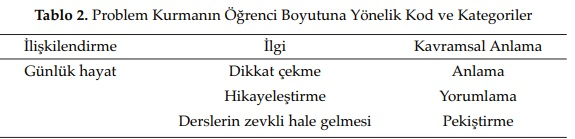 Tablo 2. Problem Kurmanın Öğrenci Boyutuna Yönelik Kod ve Kategoriler
İlişkilendirme İlgi Kavramsal Anlama
Günlük hayat Dikkat çekme Anlama
Hikayeleştirme Yorumlama
Derslerin zevkli hale gelmesi Pekiştirme